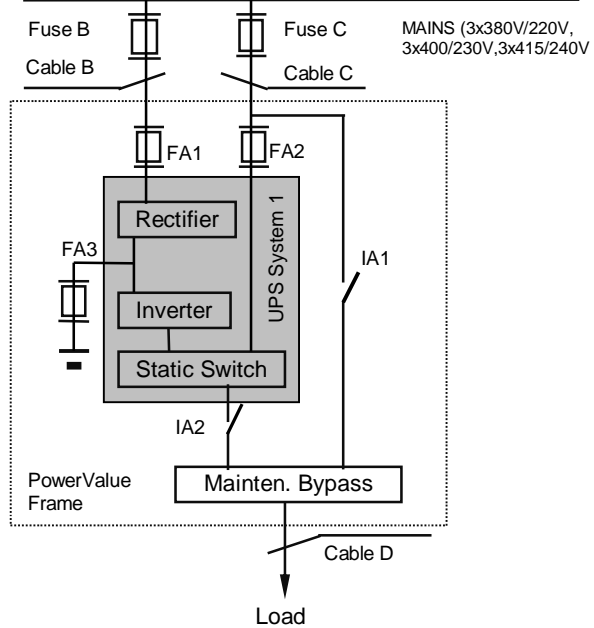 Fuse B
Fuse C
MAINS (3x380V/220V,
3x400/230V,3x415/240V
Cable B
Cable C
FA1
FA2
Rectifier
UPS System 1
FA3
IA1
Inverter
Static Switch
IA2
PowerValue
Frame
Mainten. Bypass
Cable D
Load